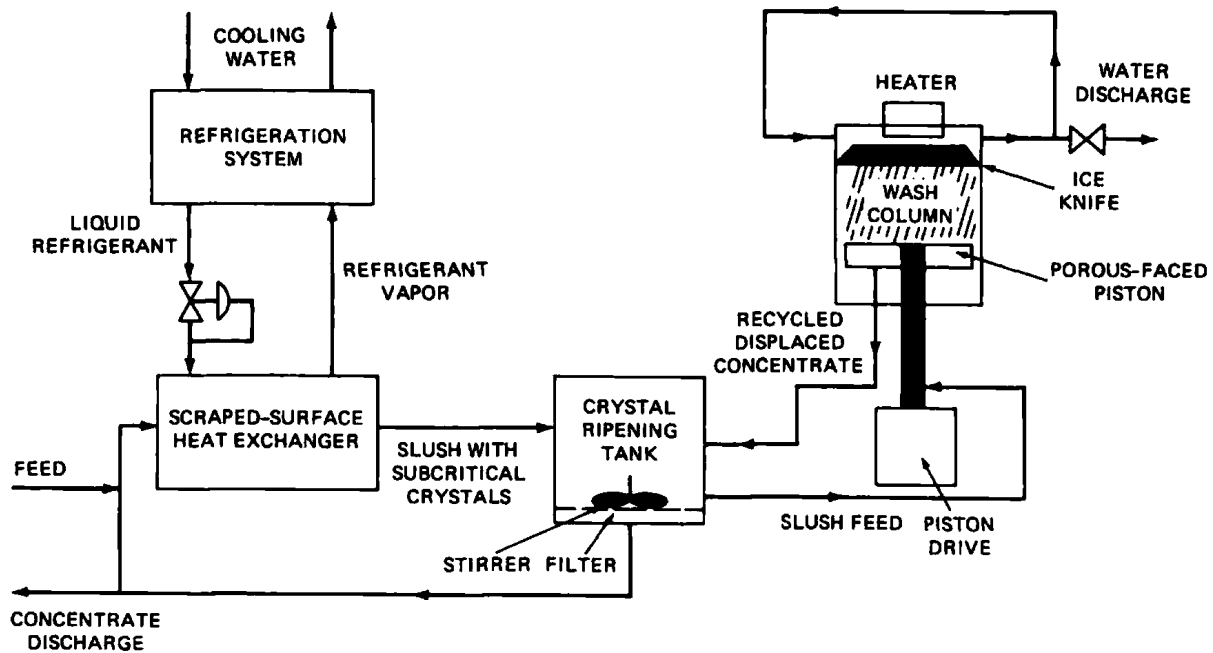 COOLING
WATER
REFRIGERATION
SYSTEM
LIQUID
REFRIGERANT
REFRIGERANT
VAPOR
SCRAPED-SURFACE
HEAT EXCHANGER
FEED
SLUSH WITH
SUBCRITICAL
CRYSTALS
CONCENTRATE
DISCHARGE
CRYSTAL
RIPENING
TANK
STIRRER FILTER
RECYCLED
DISPLACED
CONCENTRATE
SLUSH FEED
PISTON
DRIVE
HEATER
WATER
DISCHARGE
ICE
KNIFE
WASH
COLUMN
POROUS-FACED
PISTON